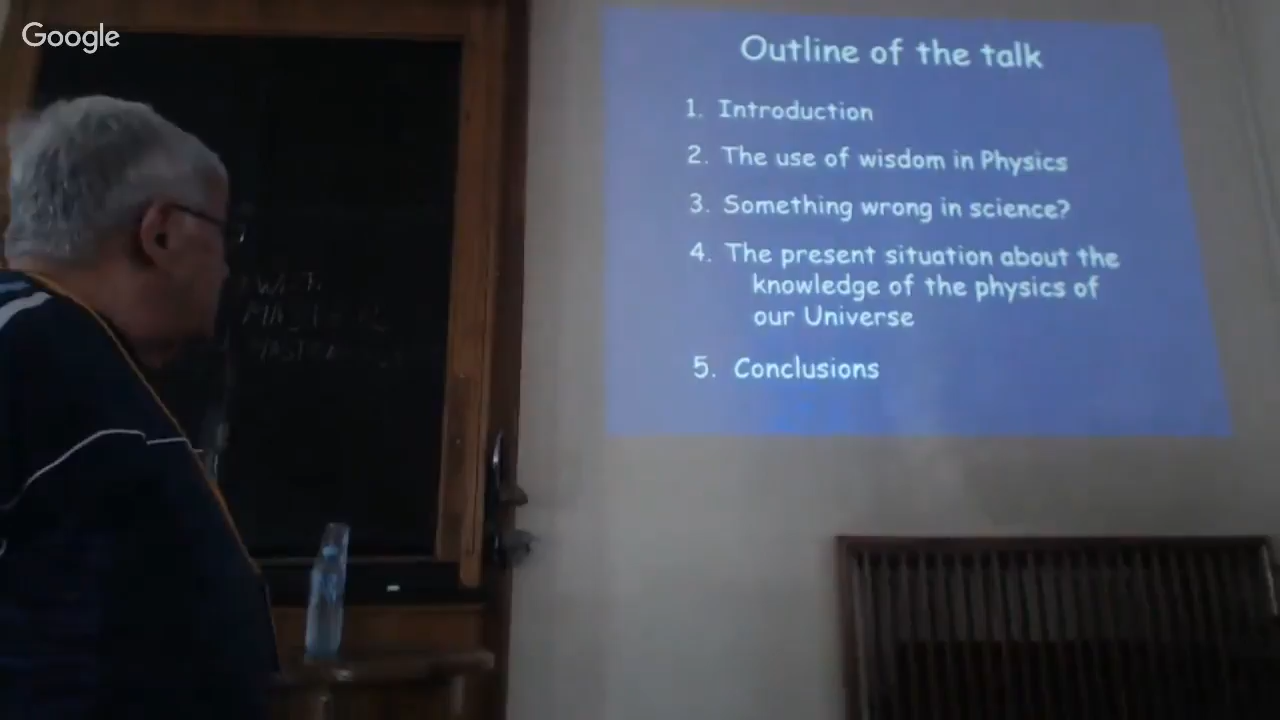 Google
Outline of the talk
1. Introduction
2. The use of wisdom in Physics
3. Something wrong in science?
4. The present situation about the
knowledge of the physics of
our Universe
5. Conclusions